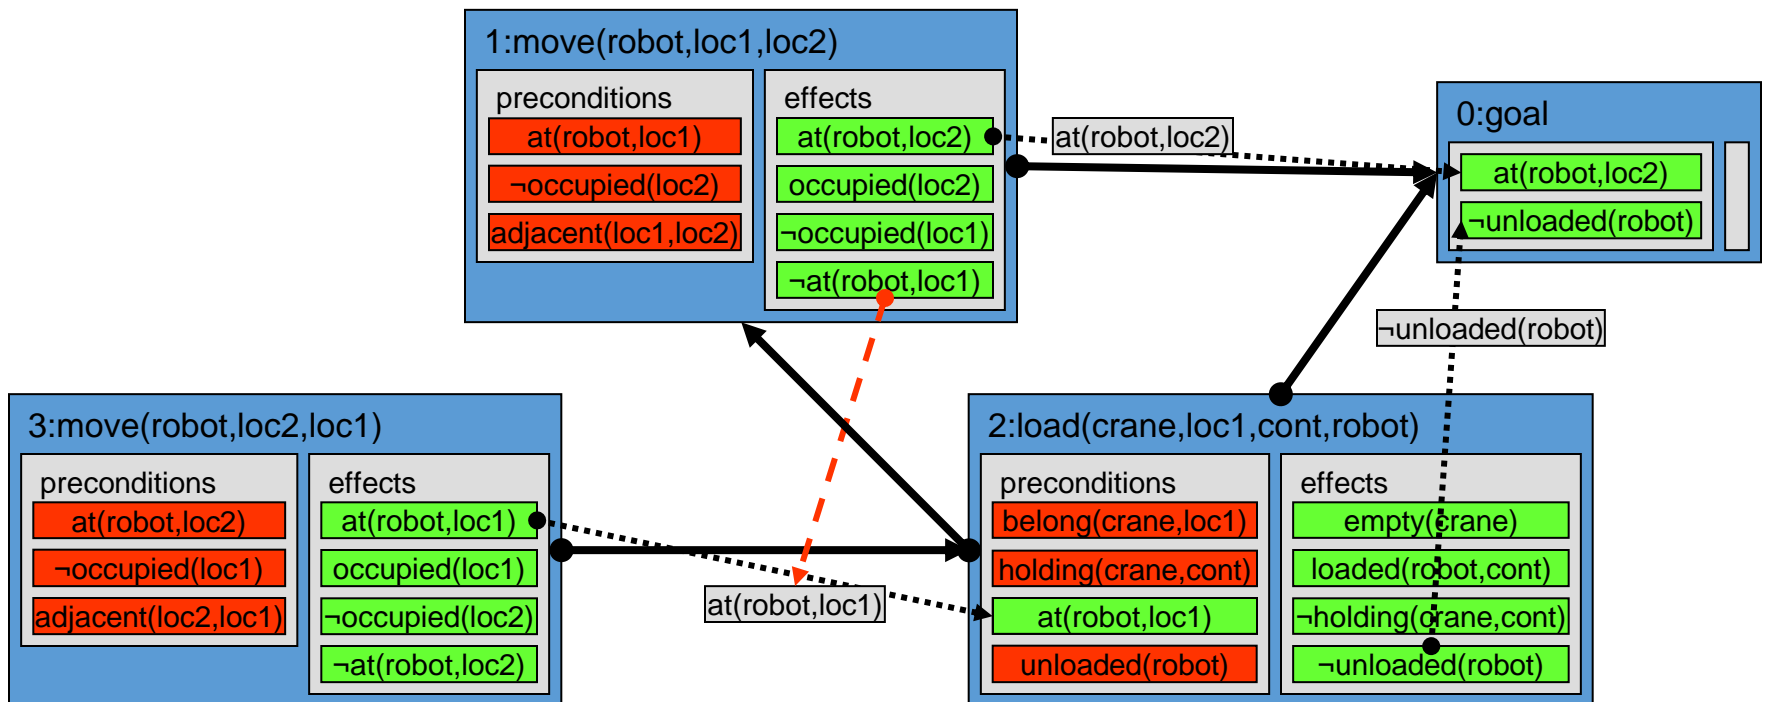 1:move(robot,loc1,loc2)
preconditions
at(robot,loc1)
¬occupied(loc2)
adjacent(loc1,loc2)
effects
at(robot,loc2)
occupied(loc2)
¬occupied(loc1)
¬at(robot,loc1)
at(robot,loc2)
0:goal
at(robot,loc2)
¬unloaded(robot)
¬unloaded(robot)
3:move(robot,loc2,loc1)
preconditions
at(robot,loc2)
¬occupied(loc1)
adjacent(loc2,loc1)
effects
at(robot,loc1)
occupied(loc1)
¬occupied(loc2)
¬at(robot,loc2)
at(robot,loc1)
2:load(crane,loc1,cont,robot)
preconditions
belong(crane,loc1)
holding(crane,cont)
at(robot,loc1)
unloaded(robot)
effects
empty(crane)
loaded(robot,cont)
¬holding(crane,cont)
¬unloaded(robot)